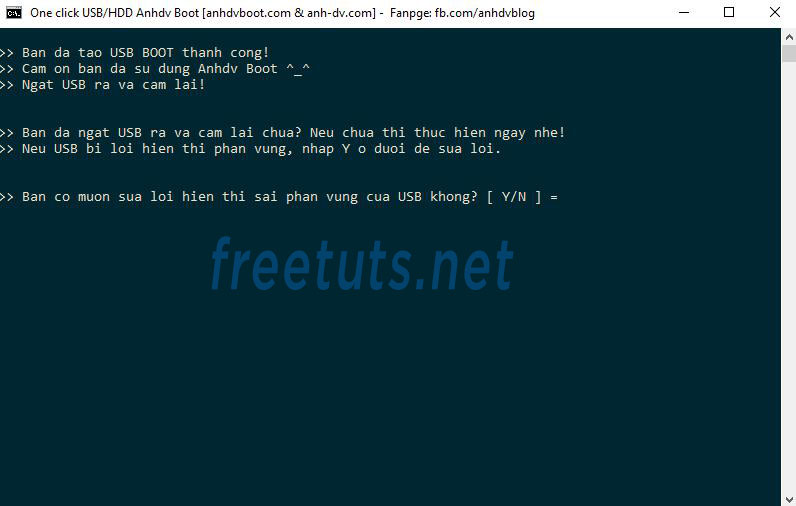 One click USB/HDD Anhdv Boot [anhdvboot.com & anh-dv.com] - Fanpge: fb.com/anhdvblog
>> Ban da tao USB BOOT thanh cong!
>> Cam on ban da su dung Anhdv Boot ^_^
>> Ngat USB ra va cam lai!
>> Ban da ngat USB ra va cam lai chua? Neu chua thi thuc hien ngay nhe!
>> Neu USB bi loi hien thi phan vung, nhap Y o duoi de sua loi.
>> Ban co muon sua loi hien thi sai phan vung cua USB khong? [ Y/N ] =
freetuts.net